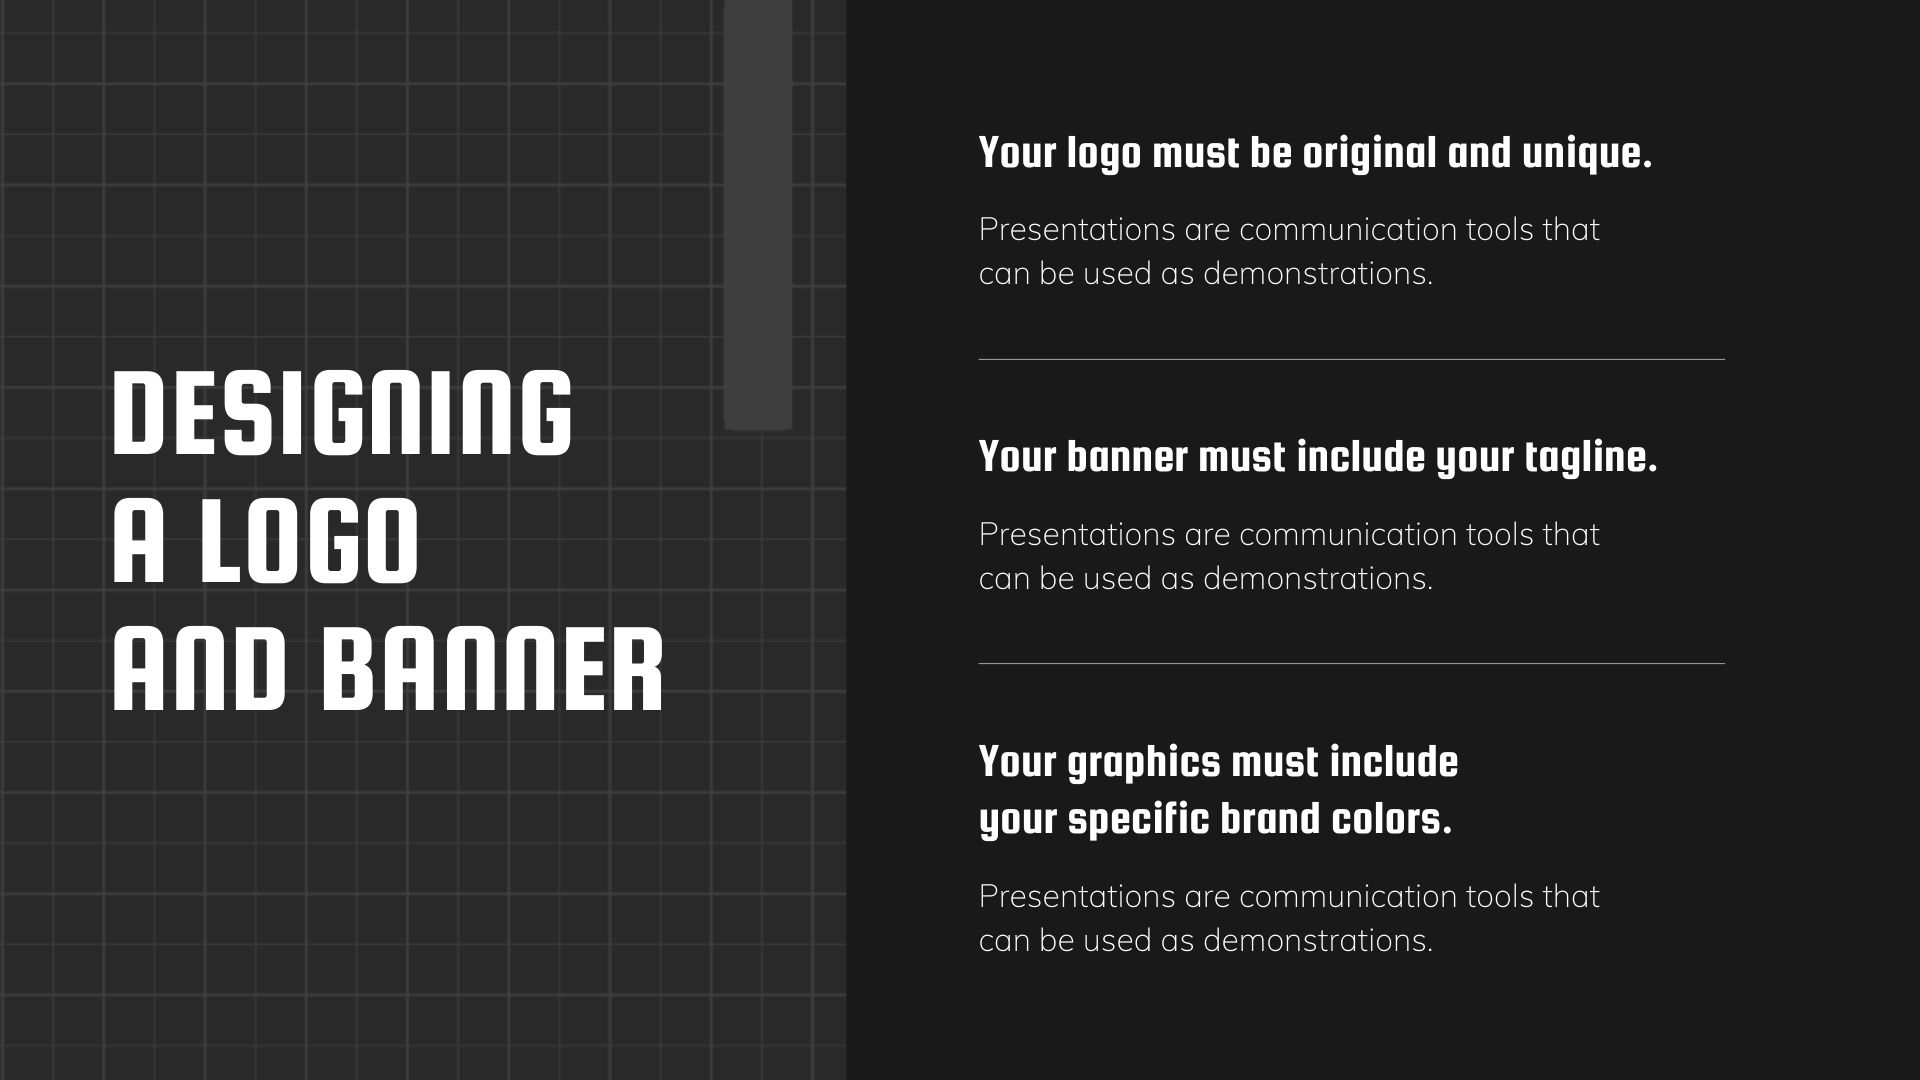 DESIGNING
A LOGO
AND BANNER
Your logo must be original and unique.
Presentations are communication tools that
can be used as demonstrations.
Your banner must include your tagline.
Presentations are communication tools that
can be used as demonstrations.
Your graphics must include
your specific brand colors.
Presentations are communication tools that
can be used as demonstrations.